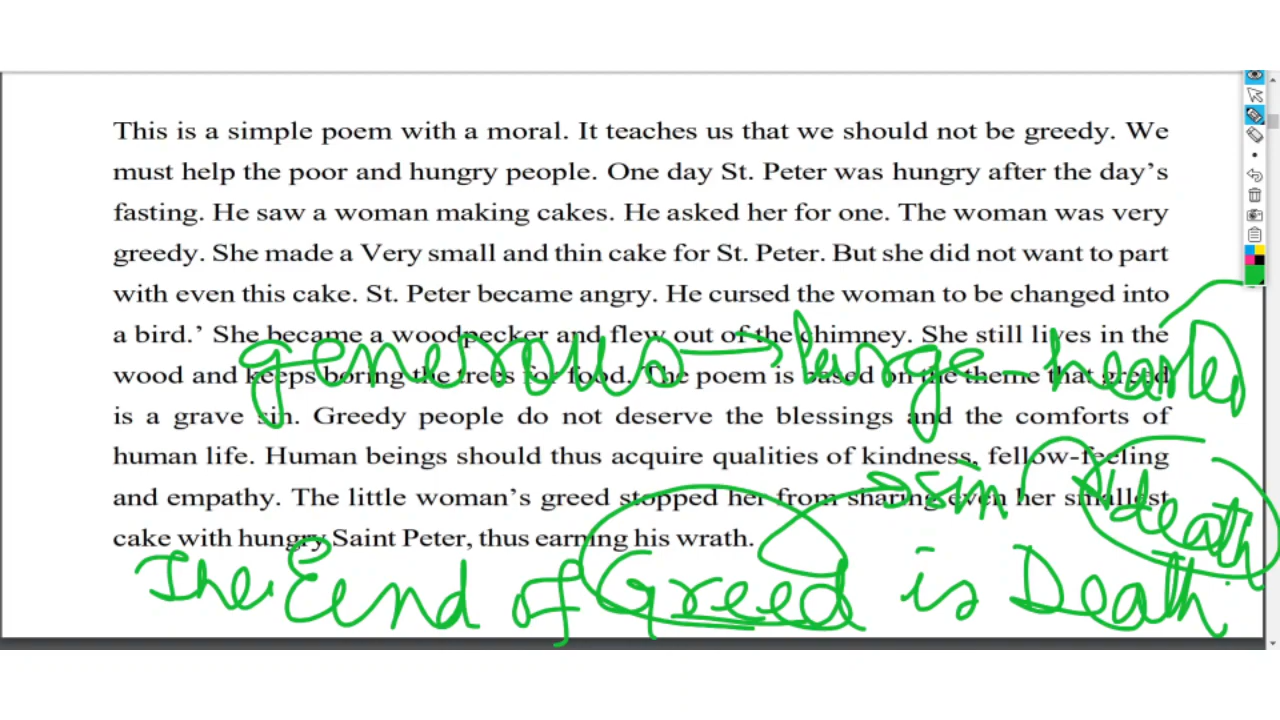 This is a simple poem with a moral. It teaches us that we should not be greedy. We
must help the poor and hungry people. One day St. Peter was hungry after the day's
fasting. He saw a woman making cakes. He asked her for one. The woman was very
greedy. She made a Very small and thin cake for St. Peter. But she did not want to part
with even this cake. St. Peter became angry. He cursed the woman to be changed into
a bird.' She became a woodpecker and flew out of the chimney. She still lives in the
generous → large-hearted
wood and keeps boring the trees for food. The poem is based on the theme that greed
is a grave sin. Greedy people do not deserve the blessings and the comforts of
human life. Human beings should thus acquire qualities of kindness, fellow-feeling
sin death
and empathy. The little woman's greed stopped her from sharing even her smallest
cake with hungry Saint Peter, thus earning his wrath.
The End of Greed is Death